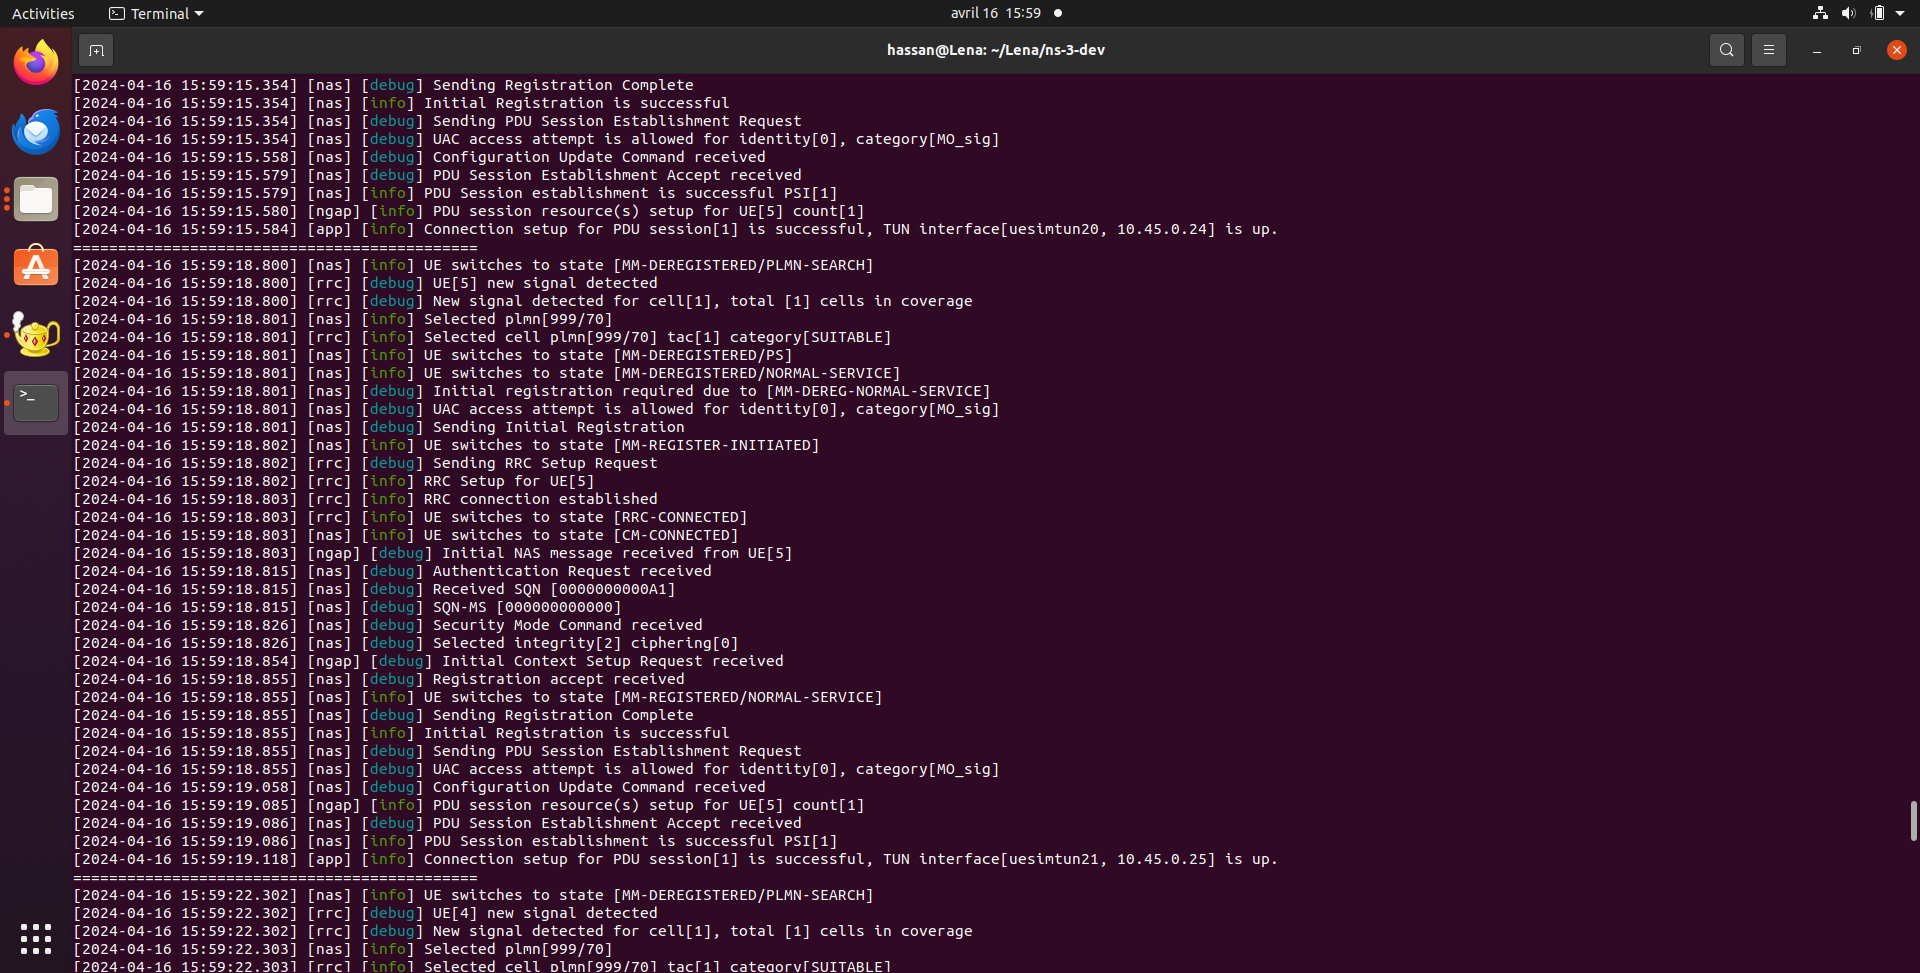 Activities
Terminal
avril 16 15:59
hassan@Lena: ~/Lena/ns-3-dev
[2024-04-16 15:59:15.354] [nas] [debug] Sending Registration Complete
[2024-04-16 15:59:15.354] [nas] [info] Initial Registration is successful
[2024-04-16 15:59:15.354] [nas] [debug] Sending PDU Session Establishment Request
[2024-04-16 15:59:15.354] [nas] [debug] UAC access attempt is allowed for identity[0], category[MO_sig]
[2024-04-16 15:59:15.558] [nas] [debug] Configuration Update Command received
[2024-04-16 15:59:15.579] [nas] [debug] PDU Session Establishment Accept received
[2024-04-16 15:59:15.579] [nas] [info] PDU Session establishment is successful PSI[1]
[2024-04-16 15:59:15.580] [ngap] [info] PDU session resource(s) setup for UE[5] count[1]
[2024-04-16 15:59:15.584] [app] [info] Connection setup for PDU session[1] is successful, TUN interface[uesimtun20, 10.45.0.24] is up.
=============================================
[2024-04-16 15:59:18.800] [nas] [info] UE switches to state [MM-DEREGISTERED/PLMN-SEARCH]
[2024-04-16 15:59:18.800] [rrc] [debug] UE[5] new signal detected
[2024-04-16 15:59:18.800] [rrc] [debug] New signal detected for cell[1], total [1] cells in coverage
[2024-04-16 15:59:18.801] [nas] [info] Selected plmn[999/70]
[2024-04-16 15:59:18.801] [rrc] [info] Selected cell plmn[999/70] tac[1] category[SUITABLE]
[2024-04-16 15:59:18.801] [nas] [info] UE switches to state [MM-DEREGISTERED/PS]
[2024-04-16 15:59:18.801] [nas] [info] UE switches to state [MM-DEREGISTERED/NORMAL-SERVICE]
[2024-04-16 15:59:18.801] [nas] [debug] Initial registration required due to [MM-DEREG-NORMAL-SERVICE]
[2024-04-16 15:59:18.801] [nas] [debug] UAC access attempt is allowed for identity[0], category[MO_sig]
[2024-04-16 15:59:18.801] [nas] [debug] Sending Initial Registration
[2024-04-16 15:59:18.802] [nas] [info] UE switches to state [MM-REGISTER-INITIATED]
[2024-04-16 15:59:18.802] [rrc] [debug] Sending RRC Setup Request
[2024-04-16 15:59:18.802] [rrc] [info] RRC Setup for UE[5]
[2024-04-16 15:59:18.803] [rrc] [info] RRC connection established
[2024-04-16 15:59:18.803] [rrc] [info] UE switches to state [RRC-CONNECTED]
[2024-04-16 15:59:18.803] [nas] [info] UE switches to state [CM-CONNECTED]
[2024-04-16 15:59:18.803] [ngap] [debug] Initial NAS message received from UE[5]
[2024-04-16 15:59:18.815] [nas] [debug] Authentication Request received
[2024-04-16 15:59:18.815] [nas] [debug] Received SQN [0000000000A1]
[2024-04-16 15:59:18.815] [nas] [debug] SQN-MS [000000000000]
[2024-04-16 15:59:18.826] [nas] [debug] Security Mode Command received
[2024-04-16 15:59:18.826] [nas] [debug] Selected integrity[2] ciphering[0]
[2024-04-16 15:59:18.854] [ngap] [debug] Initial Context Setup Request received
[2024-04-16 15:59:18.855] [nas] [debug] Registration accept received
[2024-04-16 15:59:18.855] [nas] [info] UE switches to state [MM-REGISTERED/NORMAL-SERVICE]
[2024-04-16 15:59:18.855] [nas] [debug] Sending Registration Complete
[2024-04-16 15:59:18.855] [nas] [info] Initial Registration is successful
[2024-04-16 15:59:18.855] [nas] [debug] Sending PDU Session Establishment Request
[2024-04-16 15:59:18.855] [nas] [debug] UAC access attempt is allowed for identity[0], category[MO_sig]
[2024-04-16 15:59:19.058] [nas] [debug] Configuration Update Command received
[2024-04-16 15:59:19.085] [ngap] [info] PDU session resource(s) setup for UE[5] count[1]
[2024-04-16 15:59:19.086] [nas] [debug] PDU Session Establishment Accept received
[2024-04-16 15:59:19.086] [nas] [info] PDU Session establishment is successful PSI[1]
[2024-04-16 15:59:19.118] [app] [info] Connection setup for PDU session[1] is successful, TUN interface[uesimtun21, 10.45.0.25] is up.
=============================================
[2024-04-16 15:59:22.302] [nas] [info] UE switches to state [MM-DEREGISTERED/PLMN-SEARCH]
[2024-04-16 15:59:22.302] [rrc] [debug] UE[4] new signal detected
[2024-04-16 15:59:22.302] [rrc] [debug] New signal detected for cell[1], total [1] cells in coverage
[2024-04-16 15:59:22.303] [nas] [info] Selected plmn[999/70]
[2024-04-16 15:59:22.303] [rrc] [info] Selected cell plmn[999/70] tac[1] category[SUITABLE]